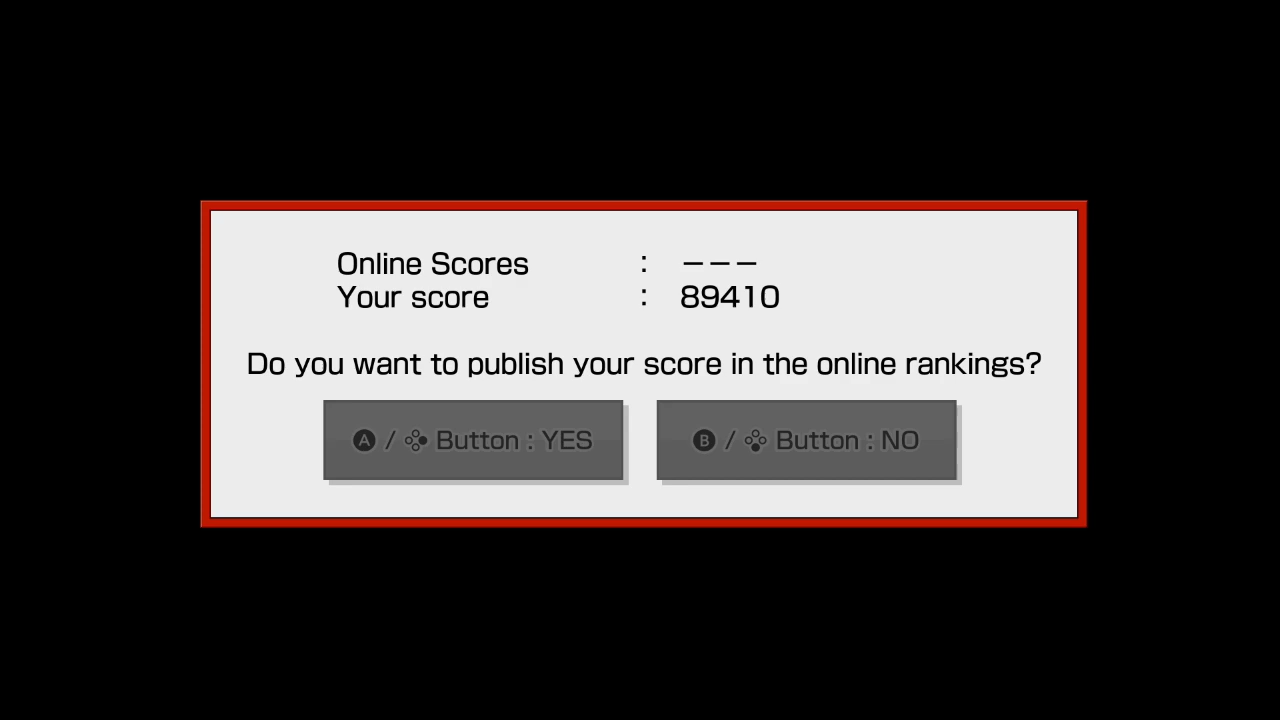 Online Scores : ———
Your score : 89410
Do you want to publish your score in the online rankings?
A / Button : YES
B / Button : NO